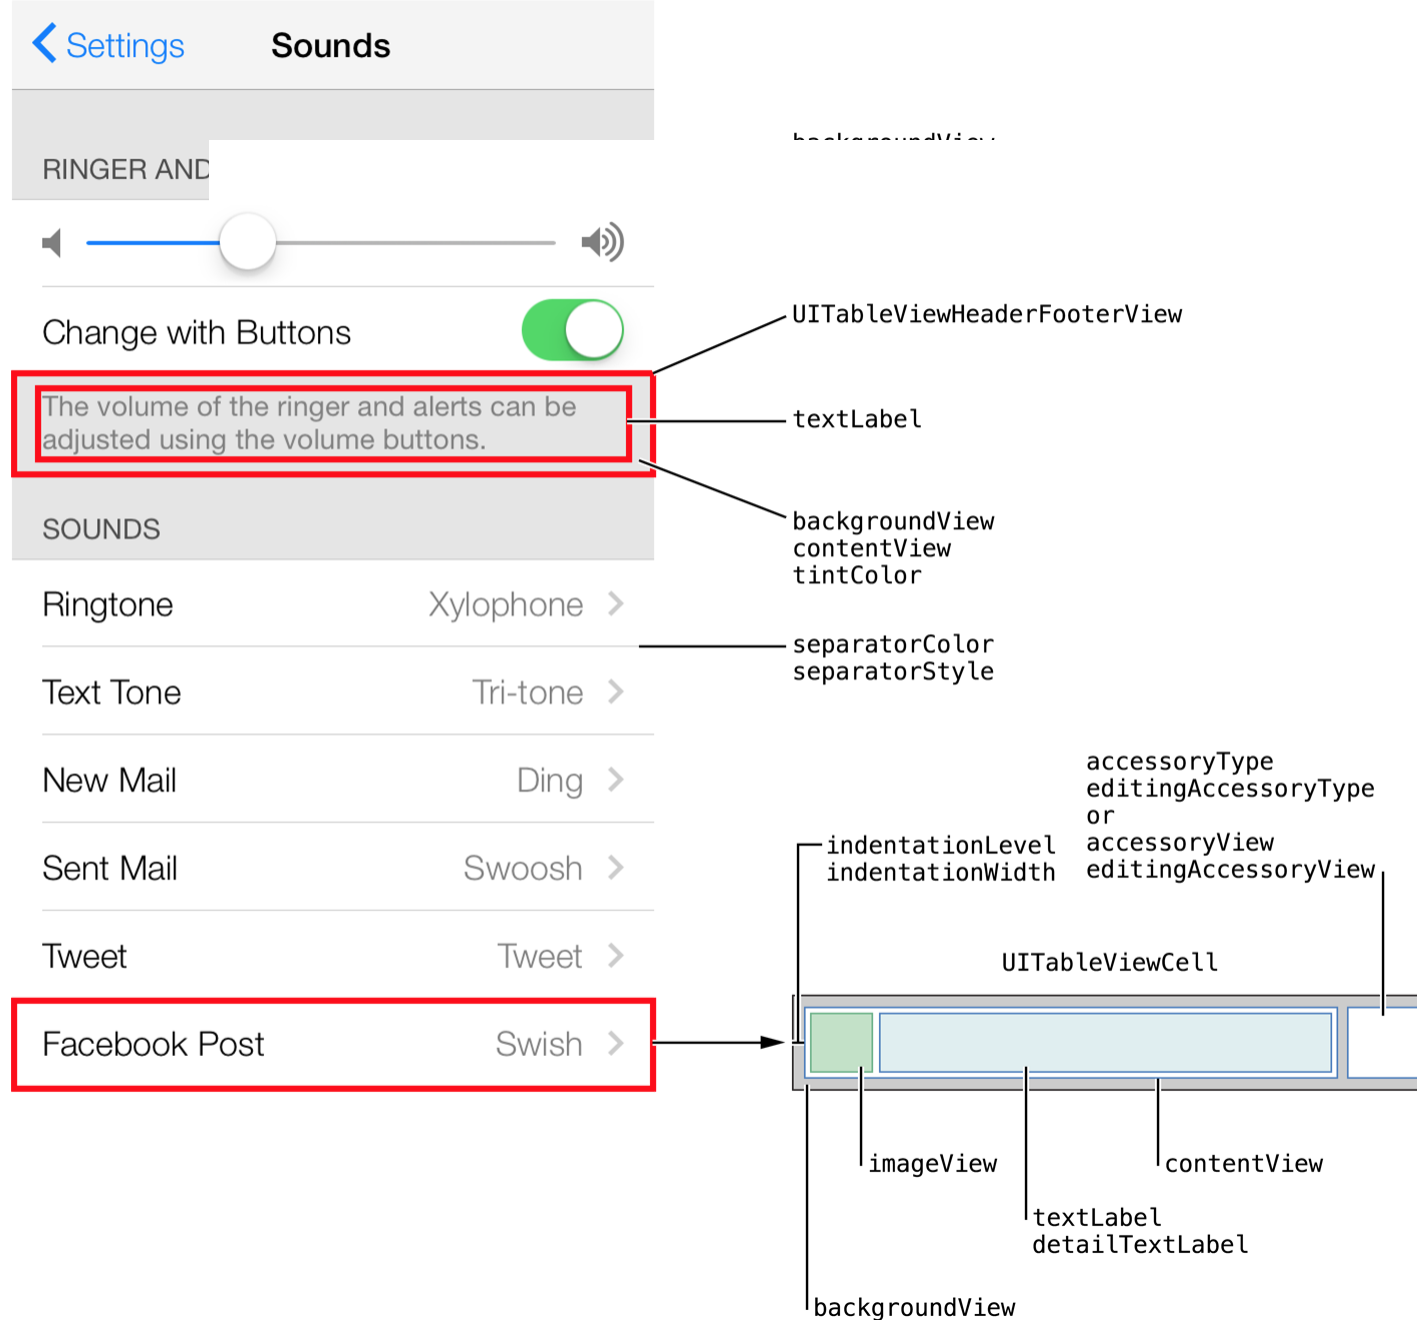 Settings
Sounds
RINGER AND
Change with Buttons
The volume of the ringer and alerts can be
adjusted using the volume buttons.
SOUNDS
Ringtone Xylophone
Text Tone Tri-tone
New Mail Ding
Sent Mail Swoosh
Tweet Tweet
Facebook Post Swish
backgroundView
UITableViewHeaderFooterView
textLabel
backgroundView
contentView
tintColor
separatorColor
separatorStyle
accessoryType
editingAccessoryType
or
accessoryView
editingAccessoryView
indentationLevel
indentationWidth
UITableViewCell
imageView
contentView
textLabel
detailTextLabel
backgroundView